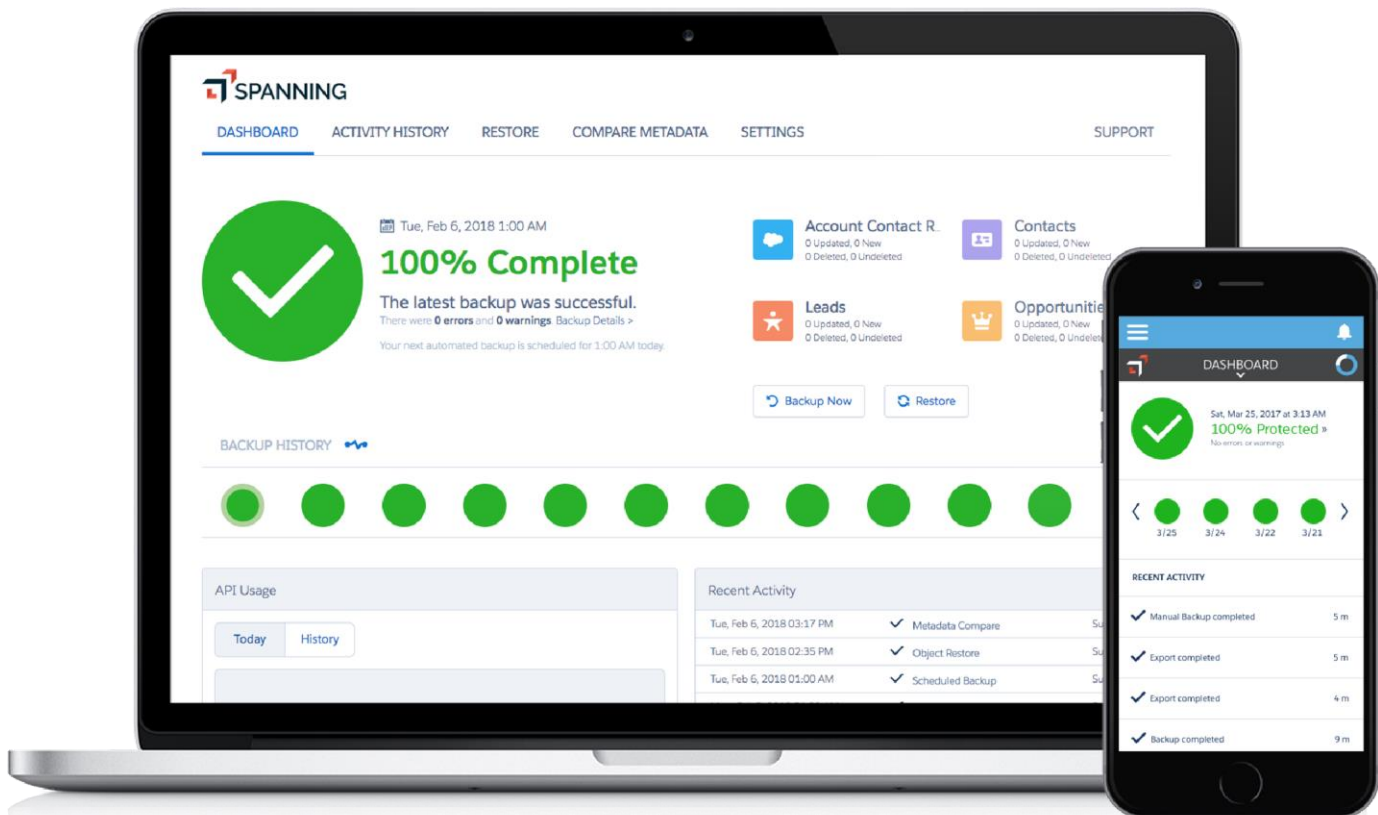 SPANNING
DASHBOARD ACTIVITY HISTORY RESTORE COMPARE METADATA SETTINGS SUPPORT
Tue, Feb 6, 2018 1:00 AM
100% Complete
The latest backup was successful.
There were 0 errors and 0 warnings. Backup Details >
Your next automated backup is scheduled for 1:00 AM today.
Account Contact R..
0 Updated, 0 New
0 Deleted, 0 Undeleted
Contacts
0 Updated, 0 New
0 Deleted, 0 Undeleted
Leads
0 Updated, 0 New
0 Deleted, 0 Undeleted
Opportunitie
0 Updated, 0 New
0 Deleted, 0 Undelet
Backup Now Restore
BACKUP HISTORY
API Usage
Today History
Recent Activity
Tue, Feb 6, 2018 03:17 PM Metadata Compare Su
Tue, Feb 6, 2018 02:35 PM Object Restore Su
Tue, Feb 6, 2018 01:00 AM Scheduled Backup Su
DASHBOARD
Sat, Mar 25, 2017 at 3:13 AM
100% Protected »
No errors or warnings
3/25 3/24 3/22 3/21
RECENT ACTIVITY
Manual Backup completed 5 m
Export completed 5 m
Export completed 4 m
Backup completed 9 m